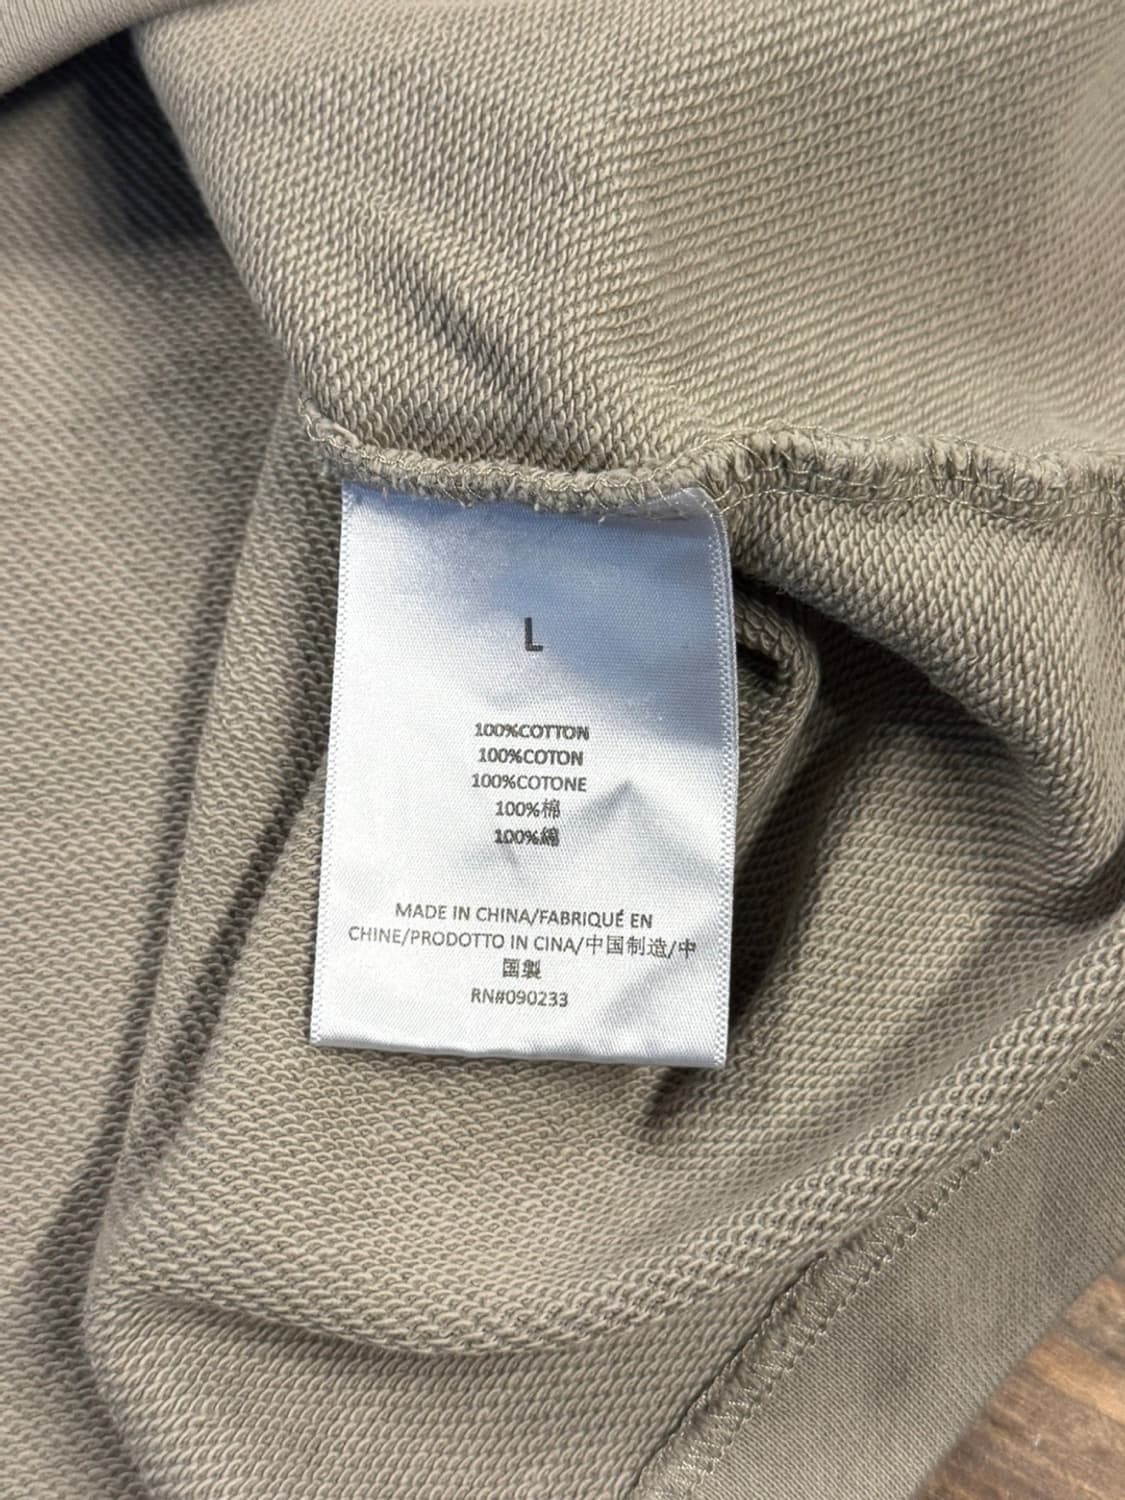 L
100%COTTON
100%COTON
100%COTONE
100%棉
100%綿
MADE IN CHINA/FABRIQUÉ EN
CHINE/PRODOTTO IN CINA/中国制造/中
国製
RN#090233